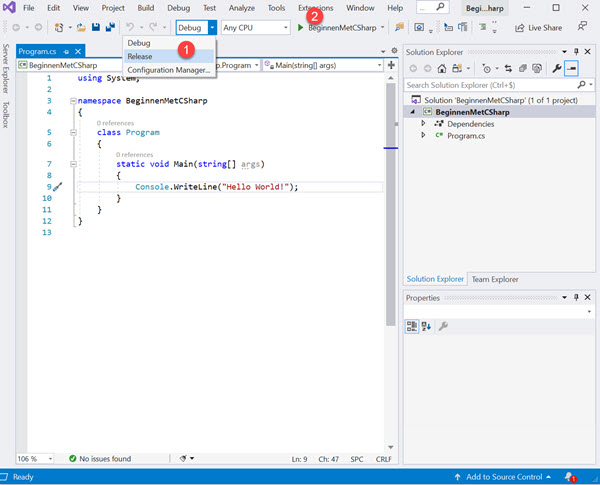 File Edit View Project Build Debug Test Analyze Tools Extensions Window Help ... Begi...harp
2
Debug Any CPU BeginnenMetCSharp Live Share
Debug
1
Release
Configuration Manager...
Server Explorer
Toolbox
Program.cs
BeginnenMetCSharp .Program Main(string[] args)
1 using System;
2
3 namespace BeginnenMetCSharp
4 {
0 references
5 class Program
6 {
0 references
7 static void Main(string[] args)
8 {
9 Console.WriteLine("Hello World!");
10 }
11 }
12 }
13
106 % No issues found Ln: 9 Ch: 47 SPC CRLF
Solution Explorer
Search Solution Explorer (Ctrl+$)
Solution 'BeginnenMetCSharp' (1 of 1 project)
BeginnenMetCSharp
Dependencies
Program.cs
Solution Explorer Team Explorer
Properties
Ready Add to Source Control 1